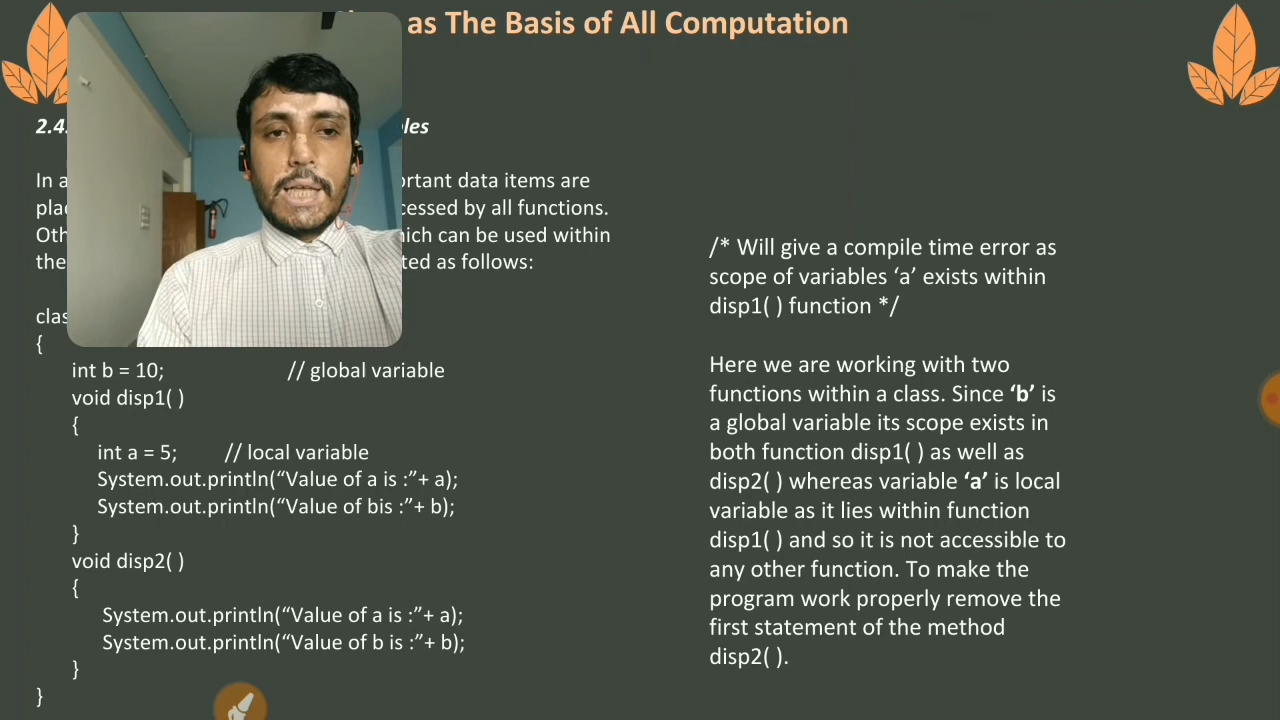 as The Basis of All Computation
2.4.
In a ortant data items are
cessed by all functions.
hich can be used within
the ted as follows:
{
int b = 10; // global variable
void disp1( )
{
int a = 5; // local variable
System.out.println(“Value of a is :”+ a);
System.out.println(“Value of bis :”+ b);
}
void disp2( )
{
System.out.println(“Value of a is :”+ a);
System.out.println(“Value of b is :”+ b);
}
}
/* Will give a compile time error as
scope of variables ‘a’ exists within
disp1( ) function */
Here we are working with two
functions within a class. Since ‘b’ is
a global variable its scope exists in
both function disp1( ) as well as
disp2( ) whereas variable ‘a’ is local
variable as it lies within function
disp1( ) and so it is not accessible to
any other function. To make the
program work properly remove the
first statement of the method
disp2( ).